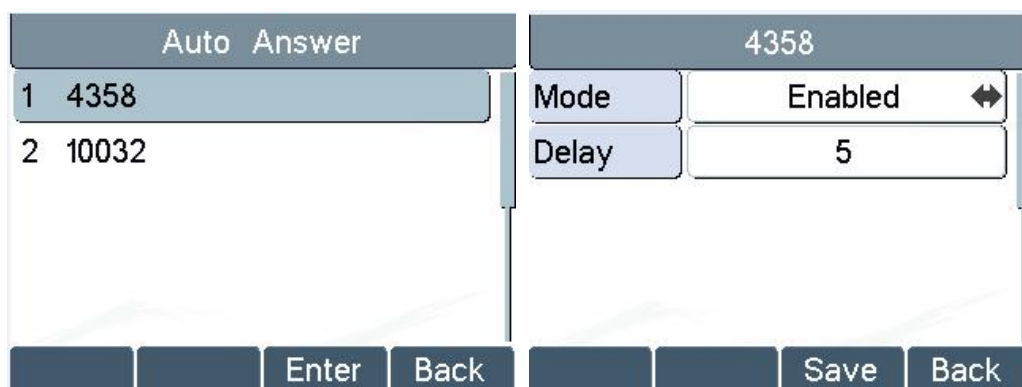 Auto Answer
1 4358
2 10032
Enter Back
4358
Mode Enabled
Delay 5
Save Back